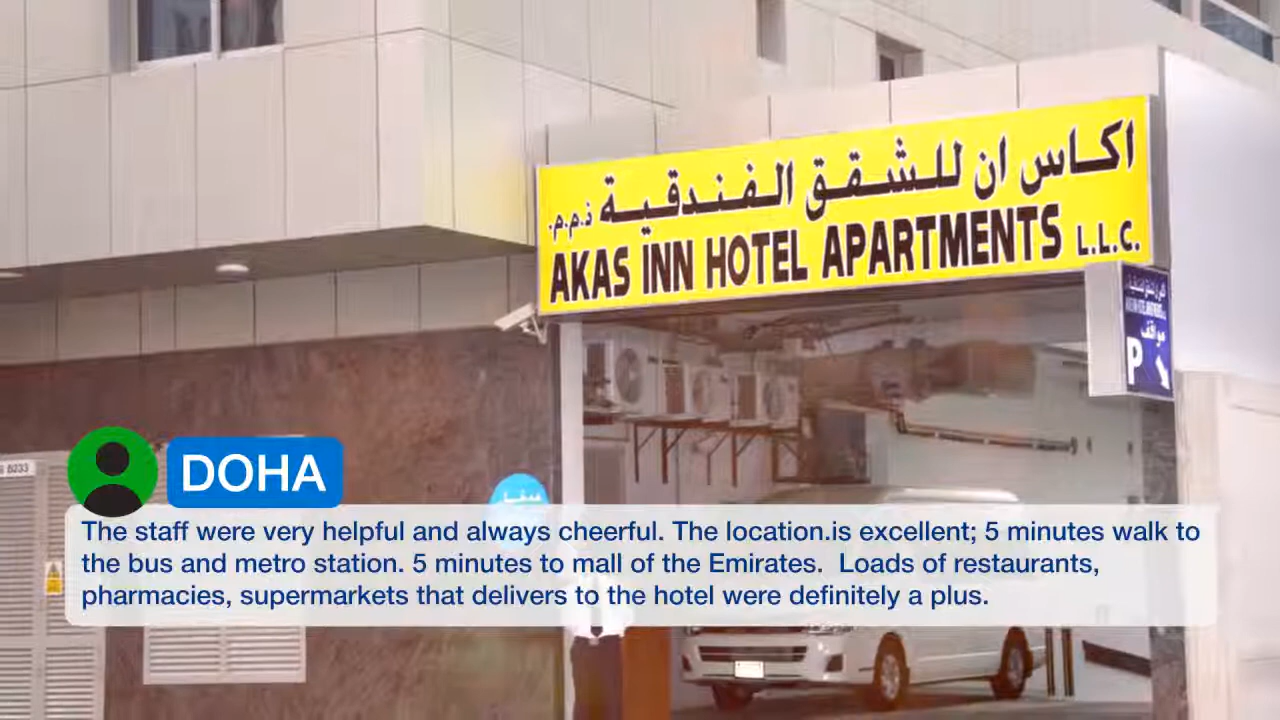 اكاس ان للشقق الفندقية ذ.م.م.
AKAS INN HOTEL APARTMENTS L.L.C.
مواقف
P
DOHA
The staff were very helpful and always cheerful. The location.is excellent; 5 minutes walk to
the bus and metro station. 5 minutes to mall of the Emirates.  Loads of restaurants,
pharmacies, supermarkets that delivers to the hotel were definitely a plus.